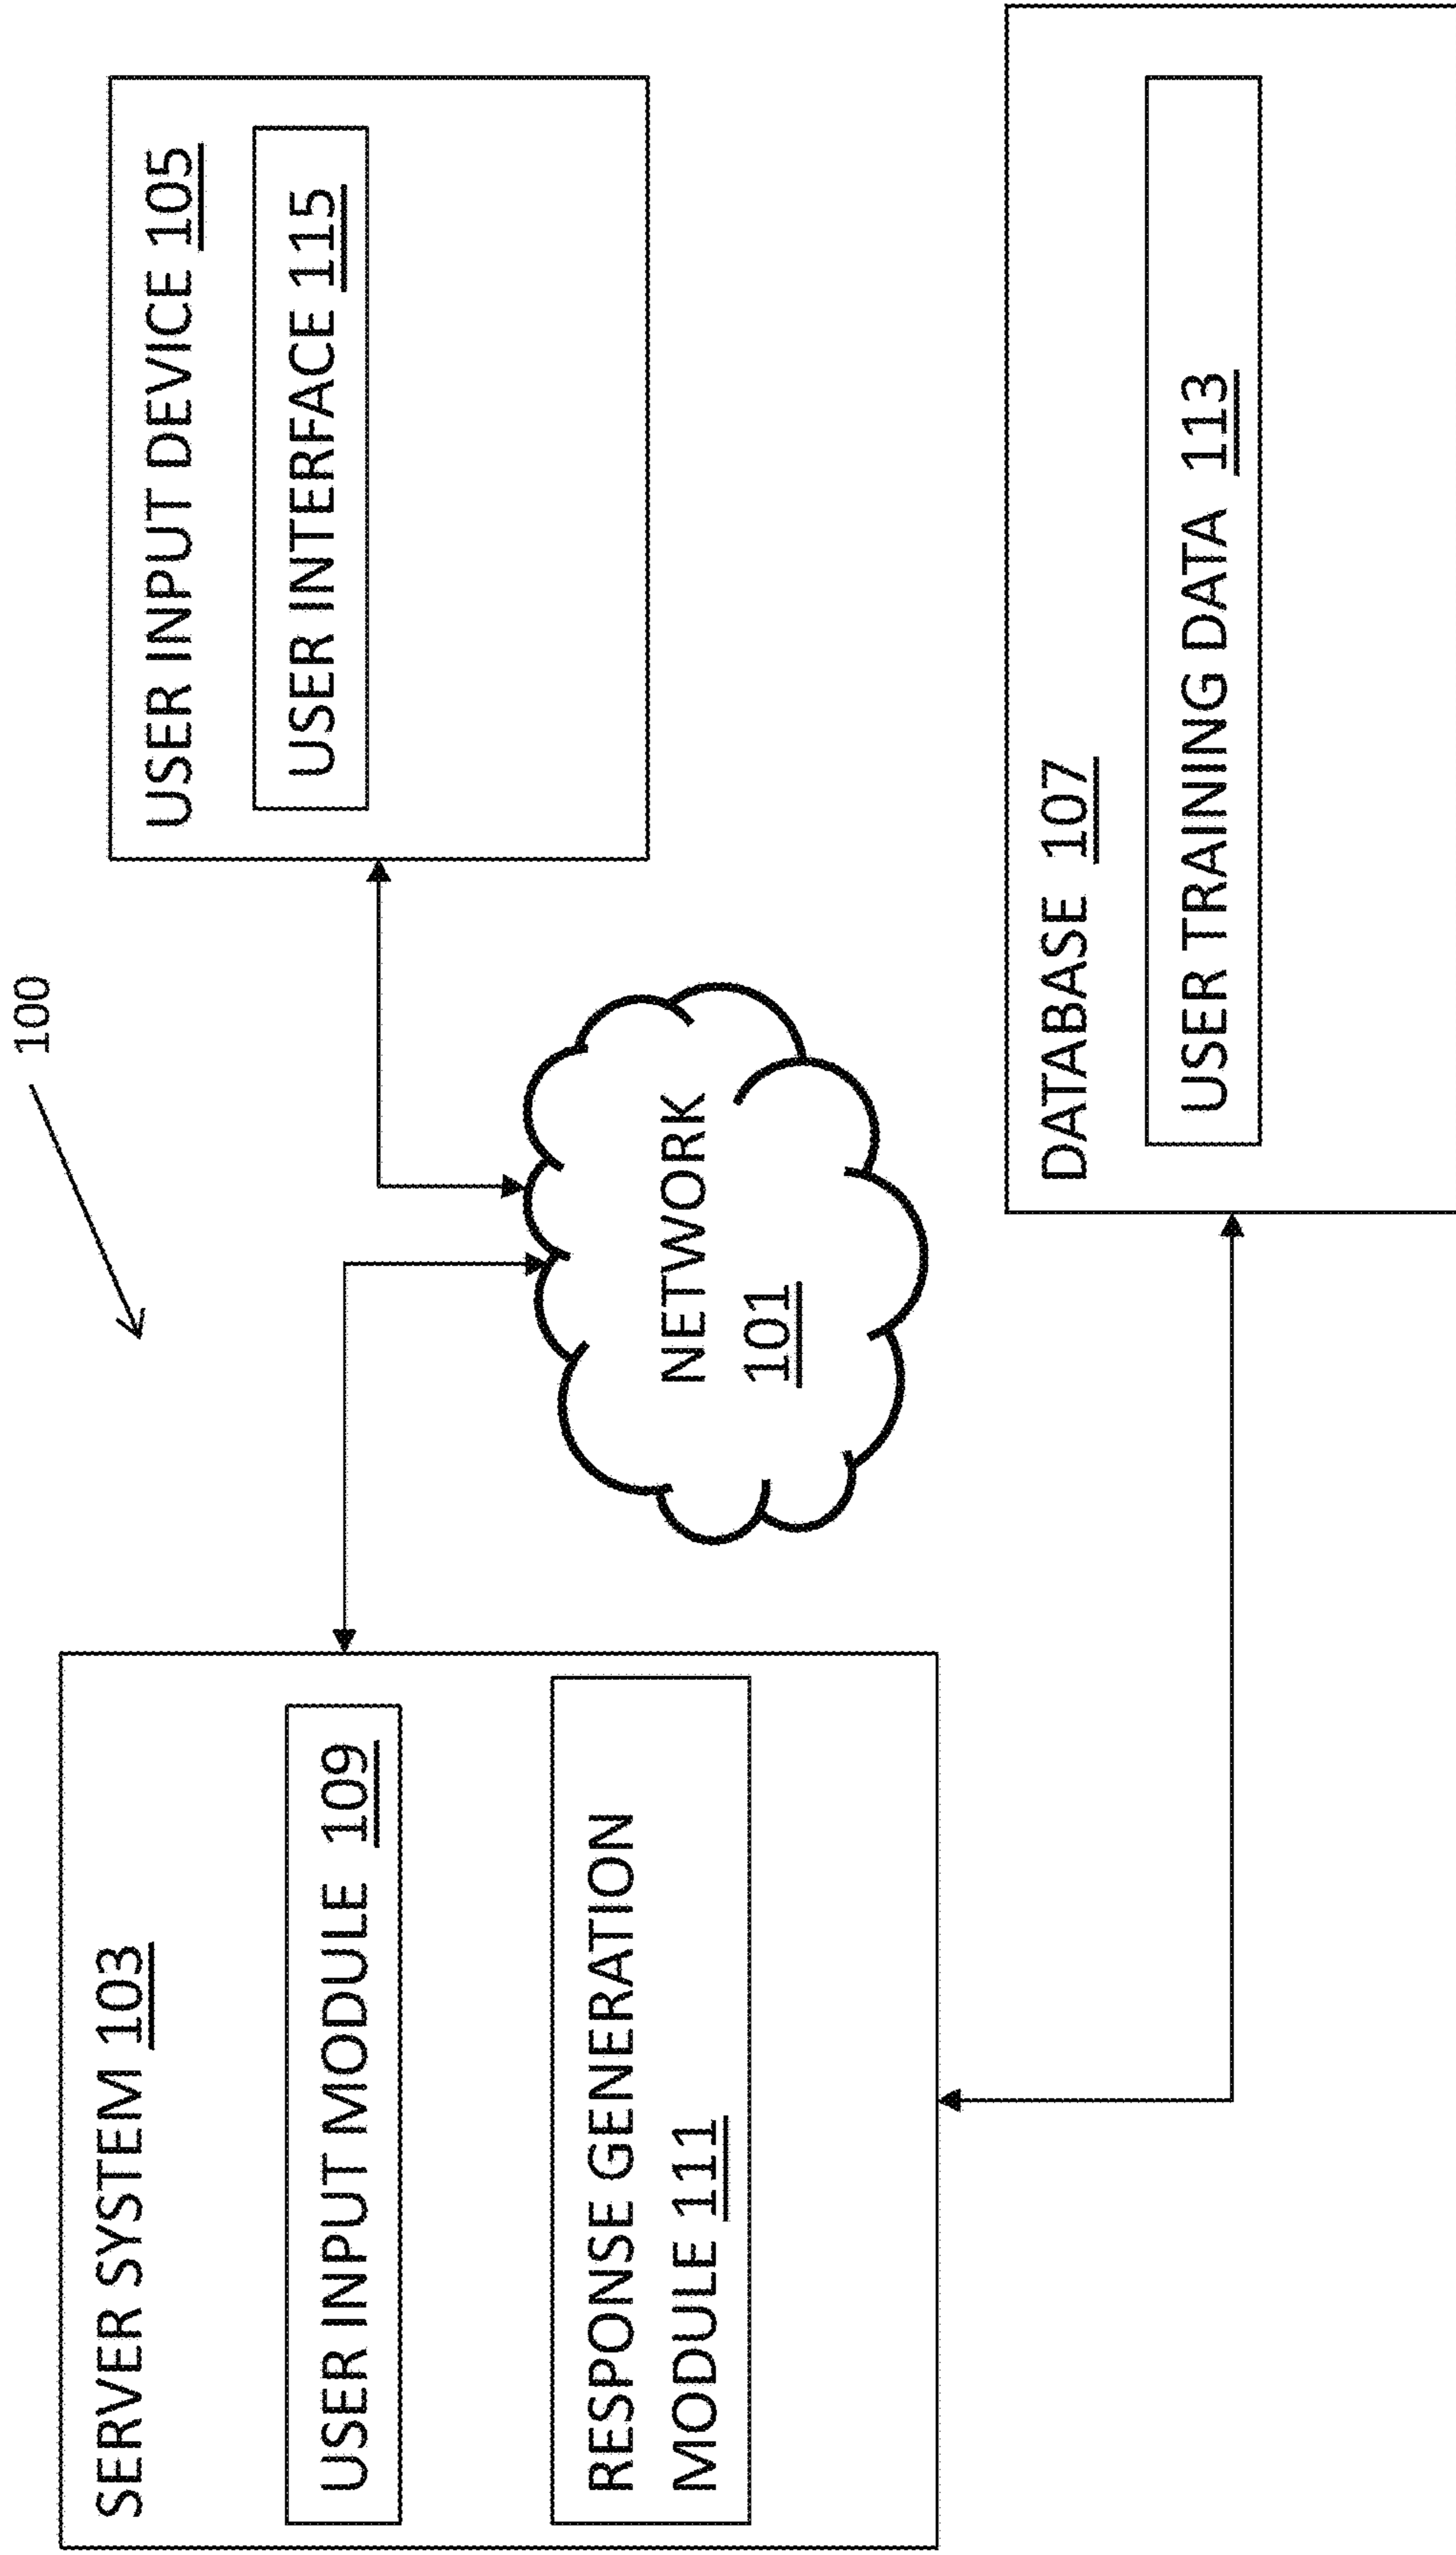 100
SERVER SYSTEM 103
USER INPUT MODULE 109
RESPONSE GENERATION
MODULE 111
NETWORK
101
USER INPUT DEVICE 105
USER INTERFACE 115
DATABASE 107
USER TRAINING DATA 113